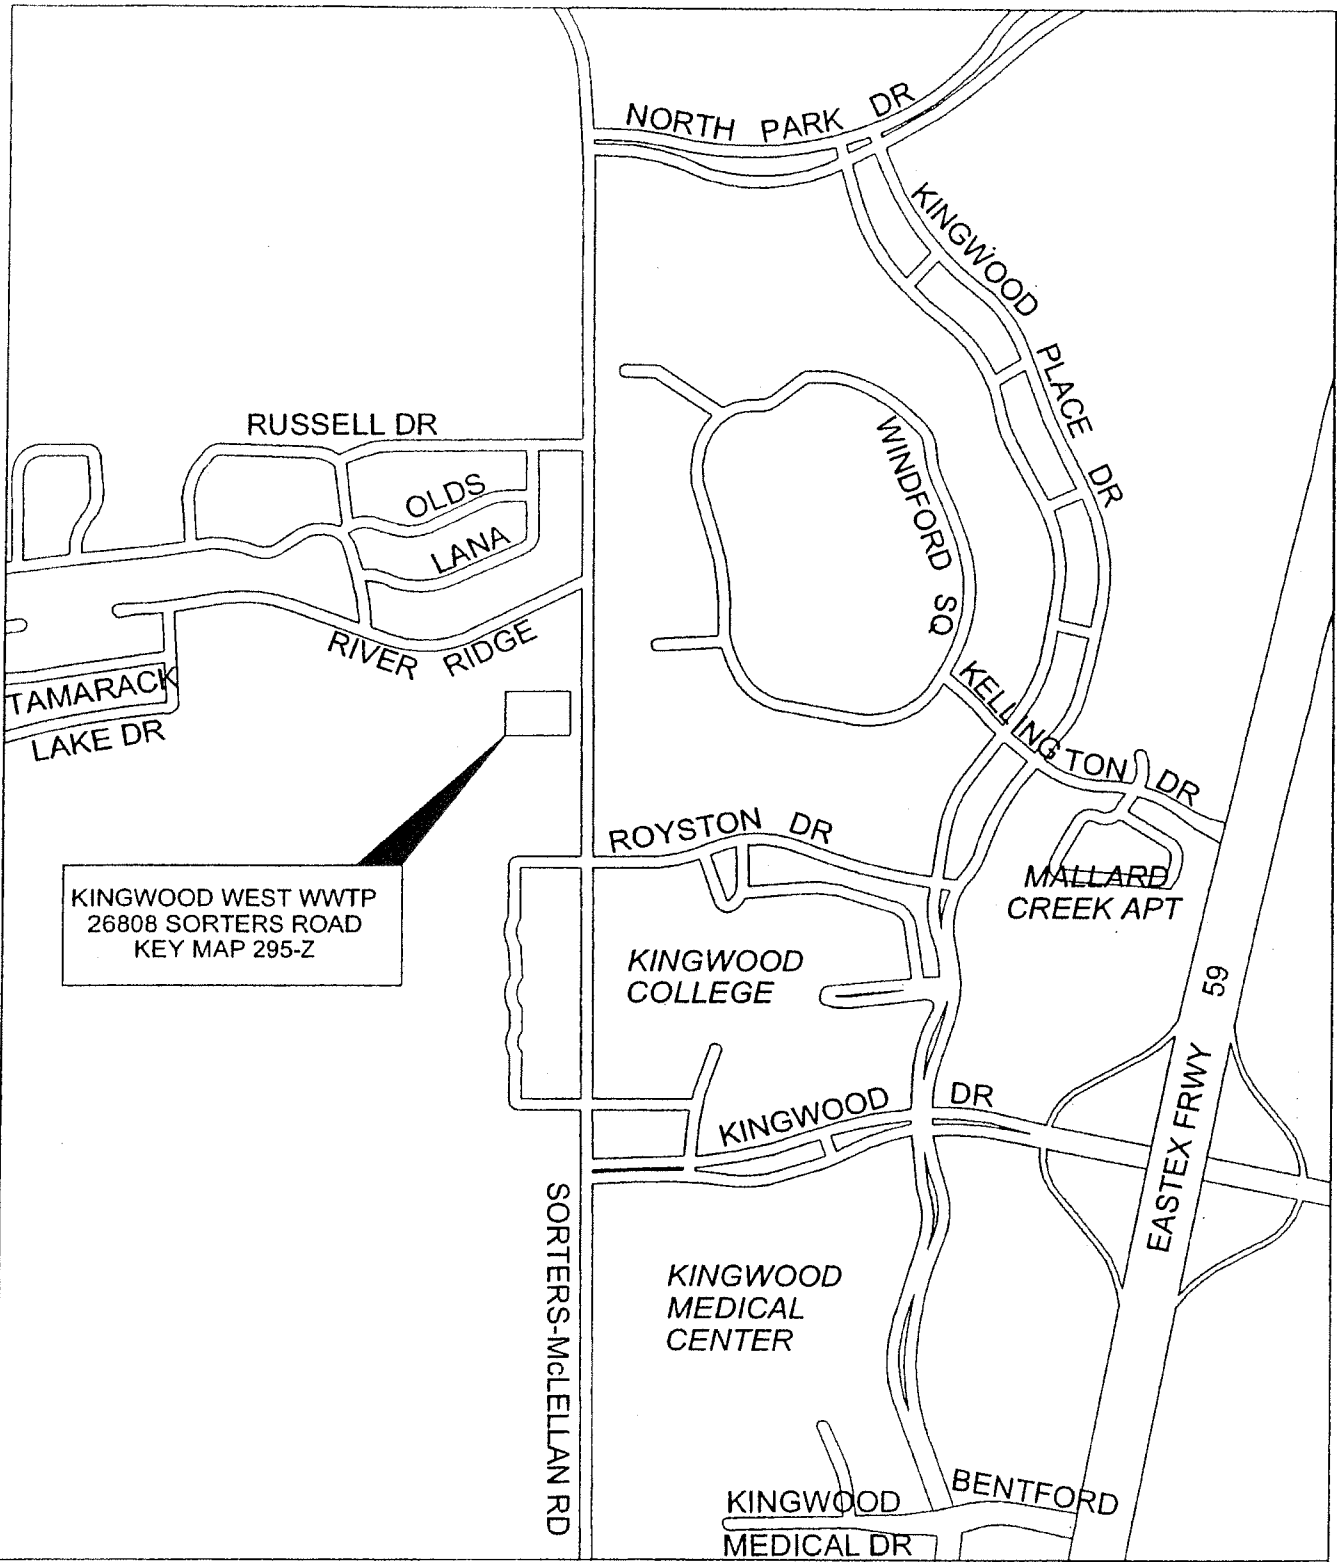 NORTH PARK DR
KINGWOOD PLACE DR
RUSSELL DR
OLDS
LANA
WINDFORD SQ
RIVER RIDGE
TAMARACK
LAKE DR
KELLINGTON DR
ROYSTON DR
MALLARD
CREEK APT
KINGWOOD WEST WWTP
26808 SORTERS ROAD
KEY MAP 295-Z
KINGWOOD
COLLEGE
EASTEX FRWY 59
KINGWOOD DR
SORTERS-McLELLAN RD
KINGWOOD
MEDICAL
CENTER
BENTFORD
KINGWOOD
MEDICAL DR